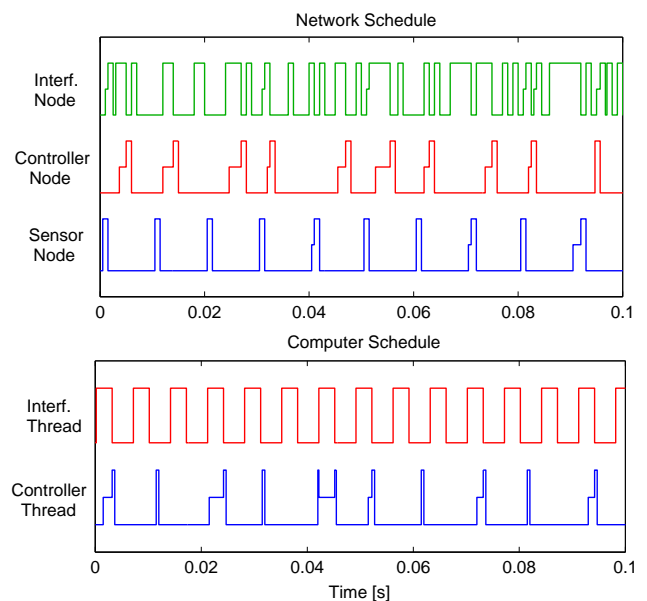 Network Schedule
Interf.
Node
Controller
Node
Sensor
Node
0 0.02 0.04 0.06 0.08 0.1
Computer Schedule
Interf.
Thread
Controller
Thread
0 0.02 0.04 0.06 0.08 0.1
Time [s]